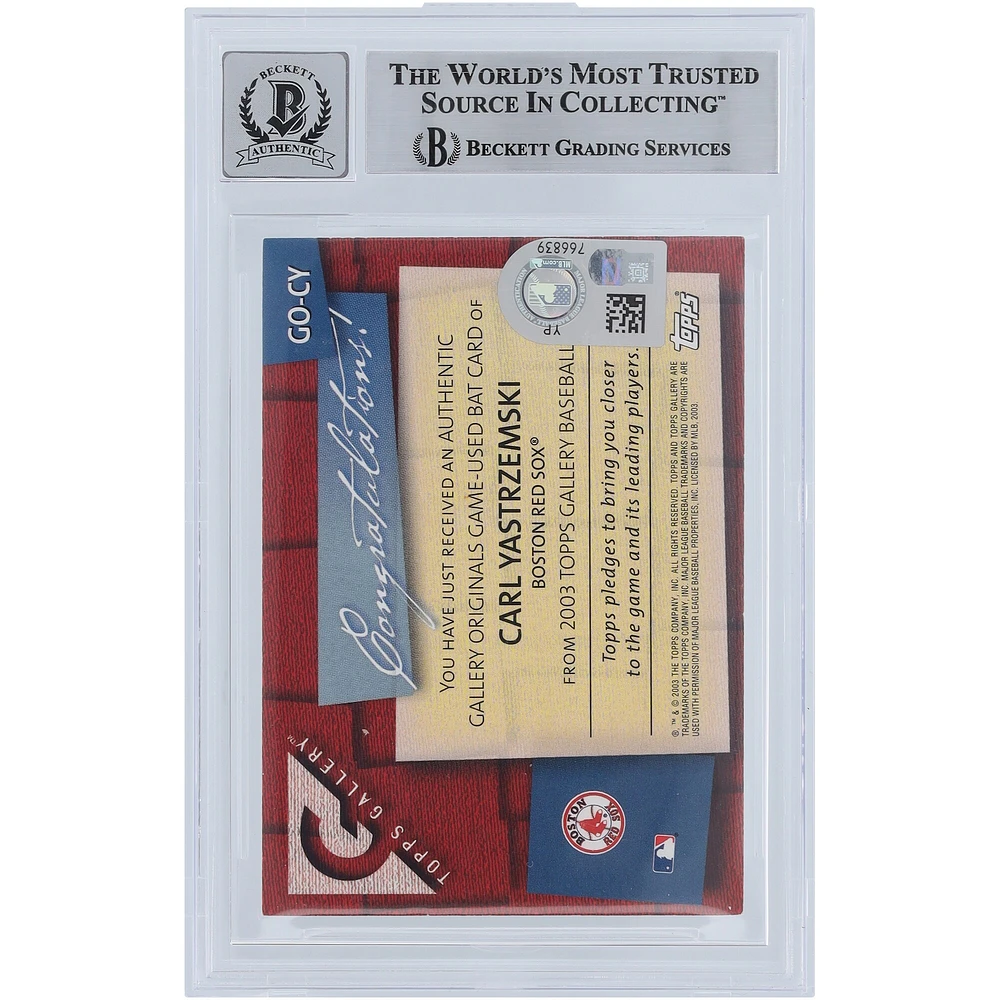 BECKETT
B
AUTHENTIC
THE WORLD'S MOST TRUSTED
SOURCE IN COLLECTING™
B BECKETT GRADING SERVICES
GO-CY
Congratulations!
YOU HAVE JUST RECEIVED AN AUTHENTIC
GALLERY ORIGINALS GAME-USED BAT CARD OF
CARL YASTRZEMSKI
BOSTON RED SOX®
FROM 2003 TOPPS GALLERY BASEBALL
Topps pledges to bring you closer
to the game and its leading players.
®, ™ & © 2003 THE TOPPS COMPANY, INC. ALL RIGHTS RESERVED. TOPPS AND TOPPS GALLERY ARE
TRADEMARKS OF THE TOPPS COMPANY, INC. MAJOR LEAGUE BASEBALL TRADEMARKS AND COPYRIGHTS ARE
USED WITH PERMISSION OF MAJOR LEAGUE BASEBALL PROPERTIES, INC. LICENSED BY MLB. 2003.
TOPPS®
YP
766839
MLB.com
TOPPS GALLERY™
BOSTON
RED SOX